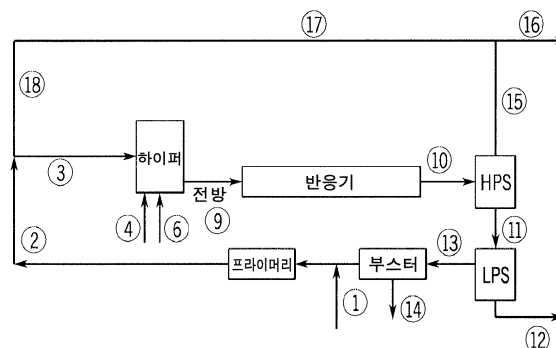 ⑰
⑯
⑱
⑮
하이퍼
③
⑩
반응기
HPS
전방
⑨
④
⑥
⑪
②
⑬
프라이머리
부스터
LPS
①
⑭
⑫